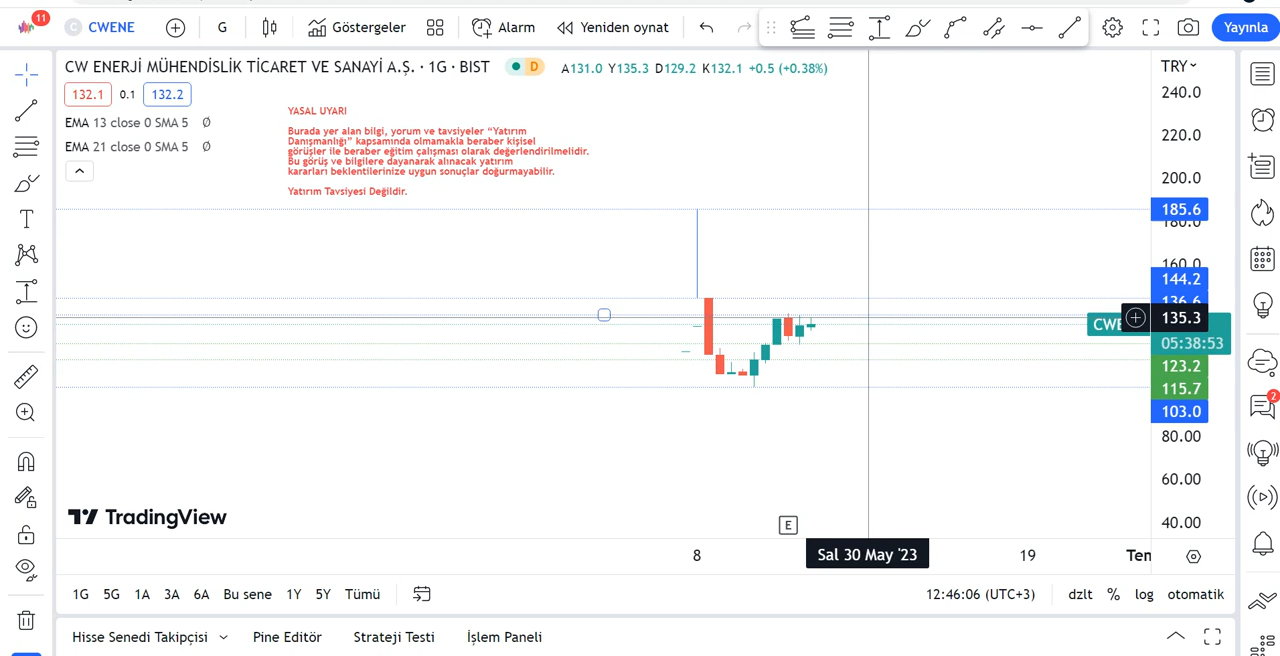 11
CWENE
G
Göstergeler
Alarm
Yeniden oynat
Yayınla
CW ENERJİ MÜHENDİSLİK TİCARET VE SANAYİ A.Ş. · 1G · BIST
D
A131.0 Y135.3 D129.2 K132.1 +0.5 (+0.38%)
TRY
132.1
0.1
132.2
EMA 13 close 0 SMA 5 Ø
EMA 21 close 0 SMA 5 Ø
YASAL UYARI
Burada yer alan bilgi, yorum ve tavsiyeler “Yatırım
Danışmanlığı” kapsamında olmamakla beraber kişisel
görüşler ile beraber eğitim çalışması olarak değerlendirilmelidir.
Bu görüş ve bilgilere dayanarak alınacak yatırım
kararları beklentilerinize uygun sonuçlar doğurmayabilir.
Yatırım Tavsiyesi Değildir.
240.0
220.0
200.0
185.6
180.0
160.0
144.2
136.6
135.3
CWE
05:38:53
123.2
115.7
103.0
80.00
60.00
40.00
2
TradingView
E
8
Sal 30 May '23
19
Tem
1G
5G
1A
3A
6A
Bu sene
1Y
5Y
Tümü
12:46:06 (UTC+3)
dzlt
%
log
otomatik
Hisse Senedi Takipçisi
Pine Editör
Strateji Testi
İşlem Paneli